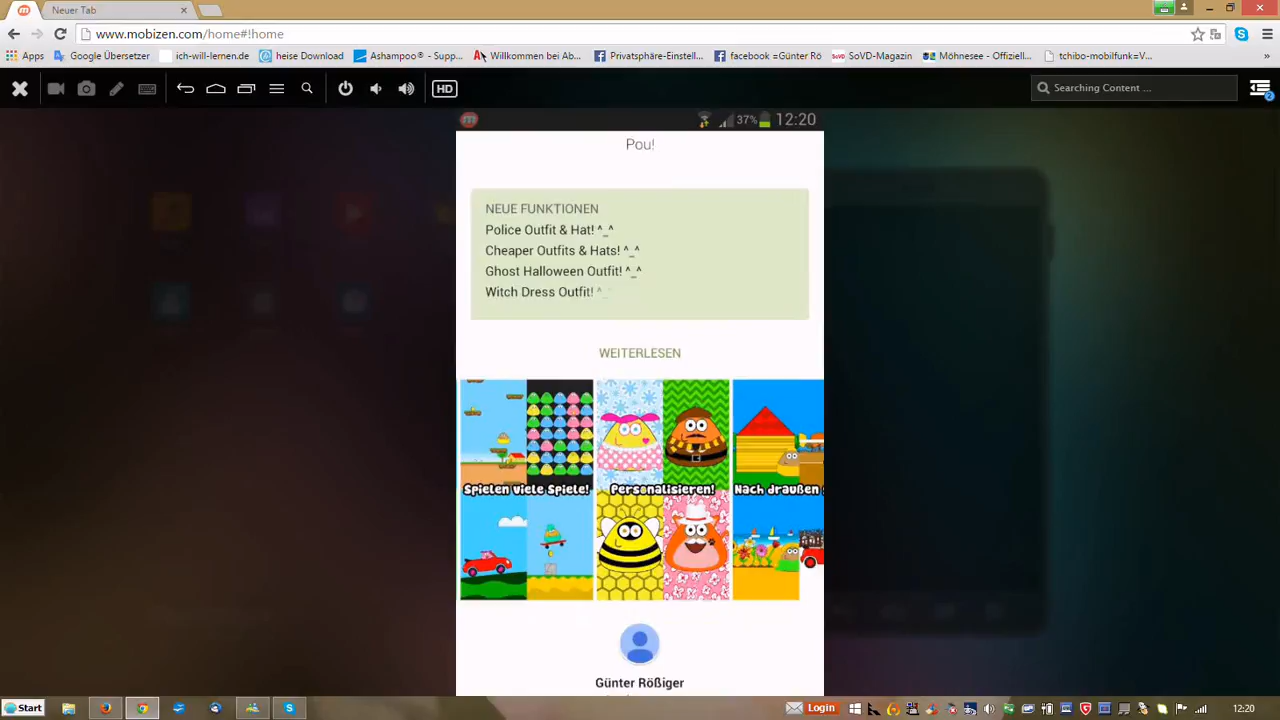 Neuer Tab
www.mobizen.com/home#!home
Apps Google Übersetzer ich-will-lernen.de heise Download Ashampoo® - Supp... Willkommen bei Ab... Privatsphäre-Einstell... facebook =Günter Rö SoVD-Magazin Möhnesee - Offiziell... tchibo-mobilfunk=V... »
HD Searching Content ... 2
37% 12:20
Pou!
NEUE FUNKTIONEN
Police Outfit & Hat! ^_^
Cheaper Outfits & Hats! ^_^
Ghost Halloween Outfit! ^_^
Witch Dress Outfit! ^_
WEITERLESEN
Spielen viele Spiele! Personalisieren! Nach draußen
Günter Rößiger
Start Login 12:20